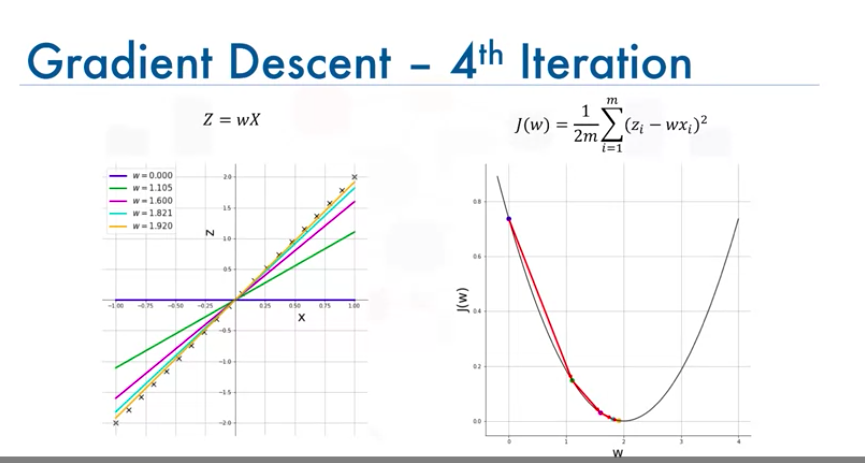 Gradient Descent – 4th Iteration
Z = wX
J(w) = \frac{1}{2m} \sum_{i=1}^{m} (z_i − wx_i)^2
w = 0.000
w = 1.105
w = 1.600
w = 1.821
w = 1.920
Z
2.0
1.5
1.0
0.5
−1.00 −0.75 −0.50 −0.25 0.25 0.50 0.75 1.00
X
−0.5
−1.0
−1.5
−2.0
J(w)
0.8
0.6
0.4
0.2
0.0
0 1 2 3 4
w